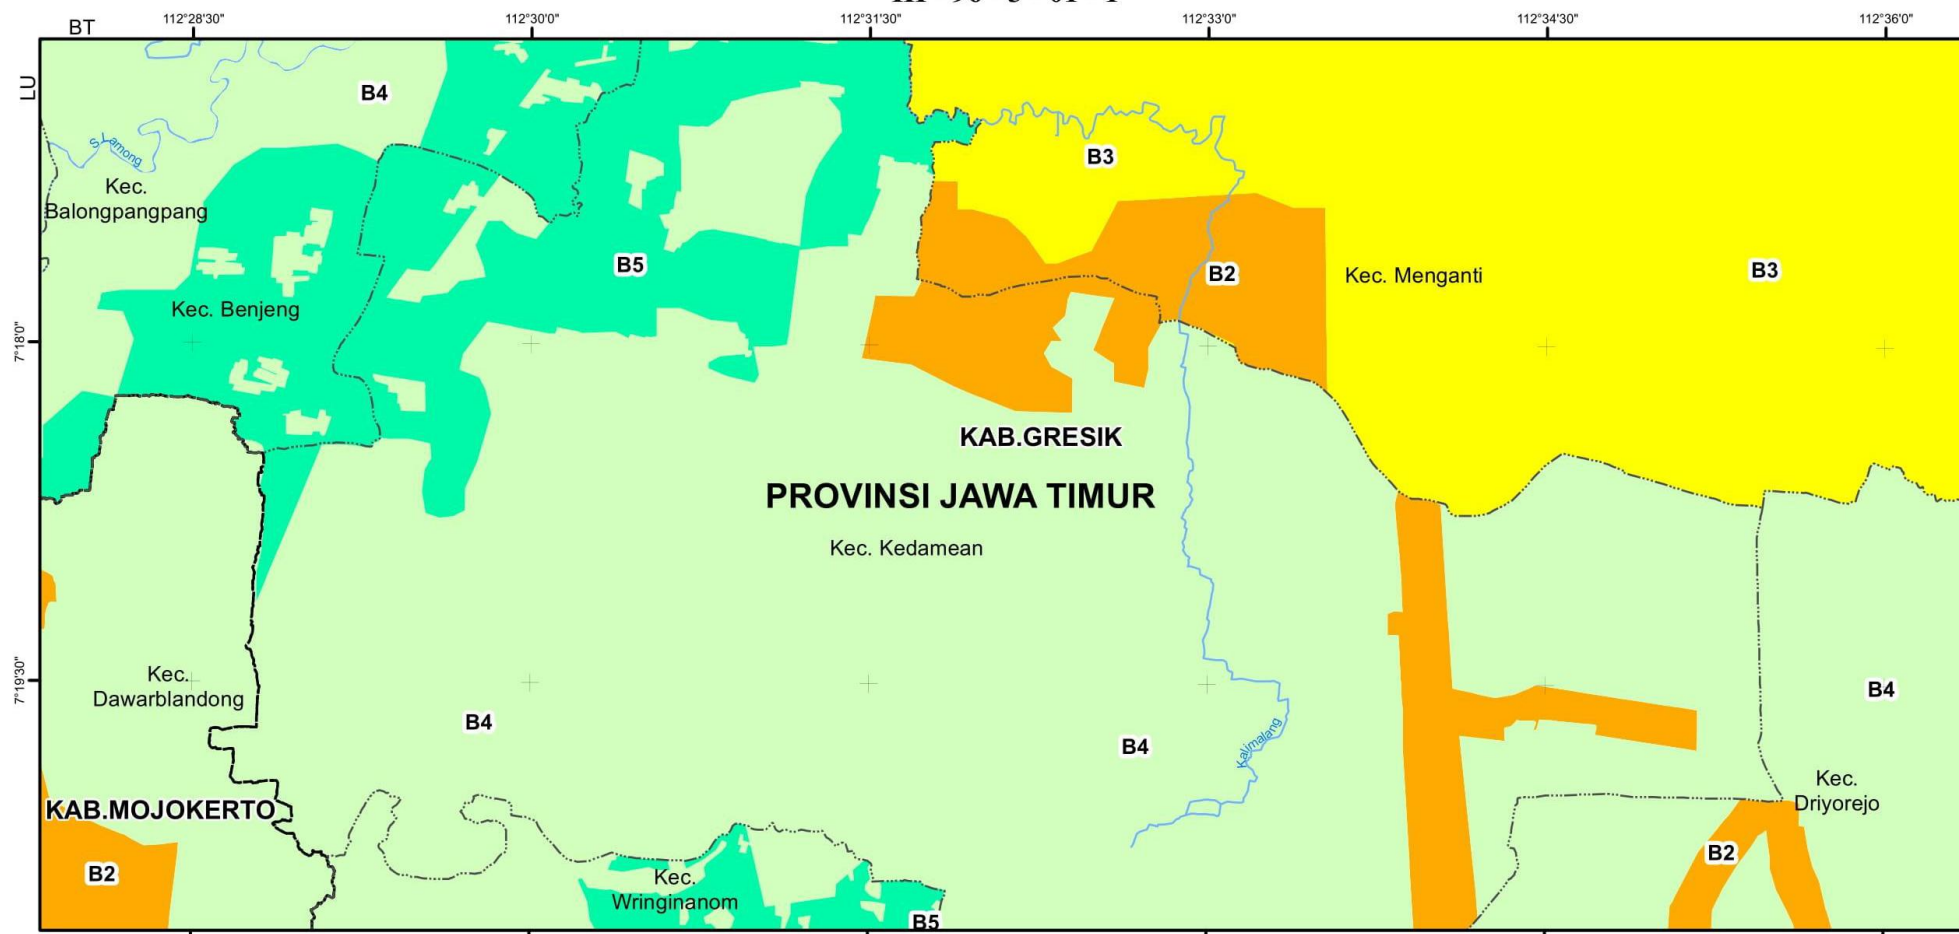 112°28'30"
112°30'0"
112°31'30"
112°33'0"
112°34'30"
112°36'0"
BT
LU
B4
S.Lamong
B3
Kec.
Balongpangpang
B5
B2
Kec. Menganti
B3
Kec. Benjeng
7°18'0"
KAB.GRESIK
PROVINSI JAWA TIMUR
Kec. Kedamean
Kec.
Dawarblandong
7°19'30"
B4
B4
B4
Kalimalang
Kec.
Driyorejo
KAB.MOJOKERTO
B2
B2
Kec.
Wringinanom
B5